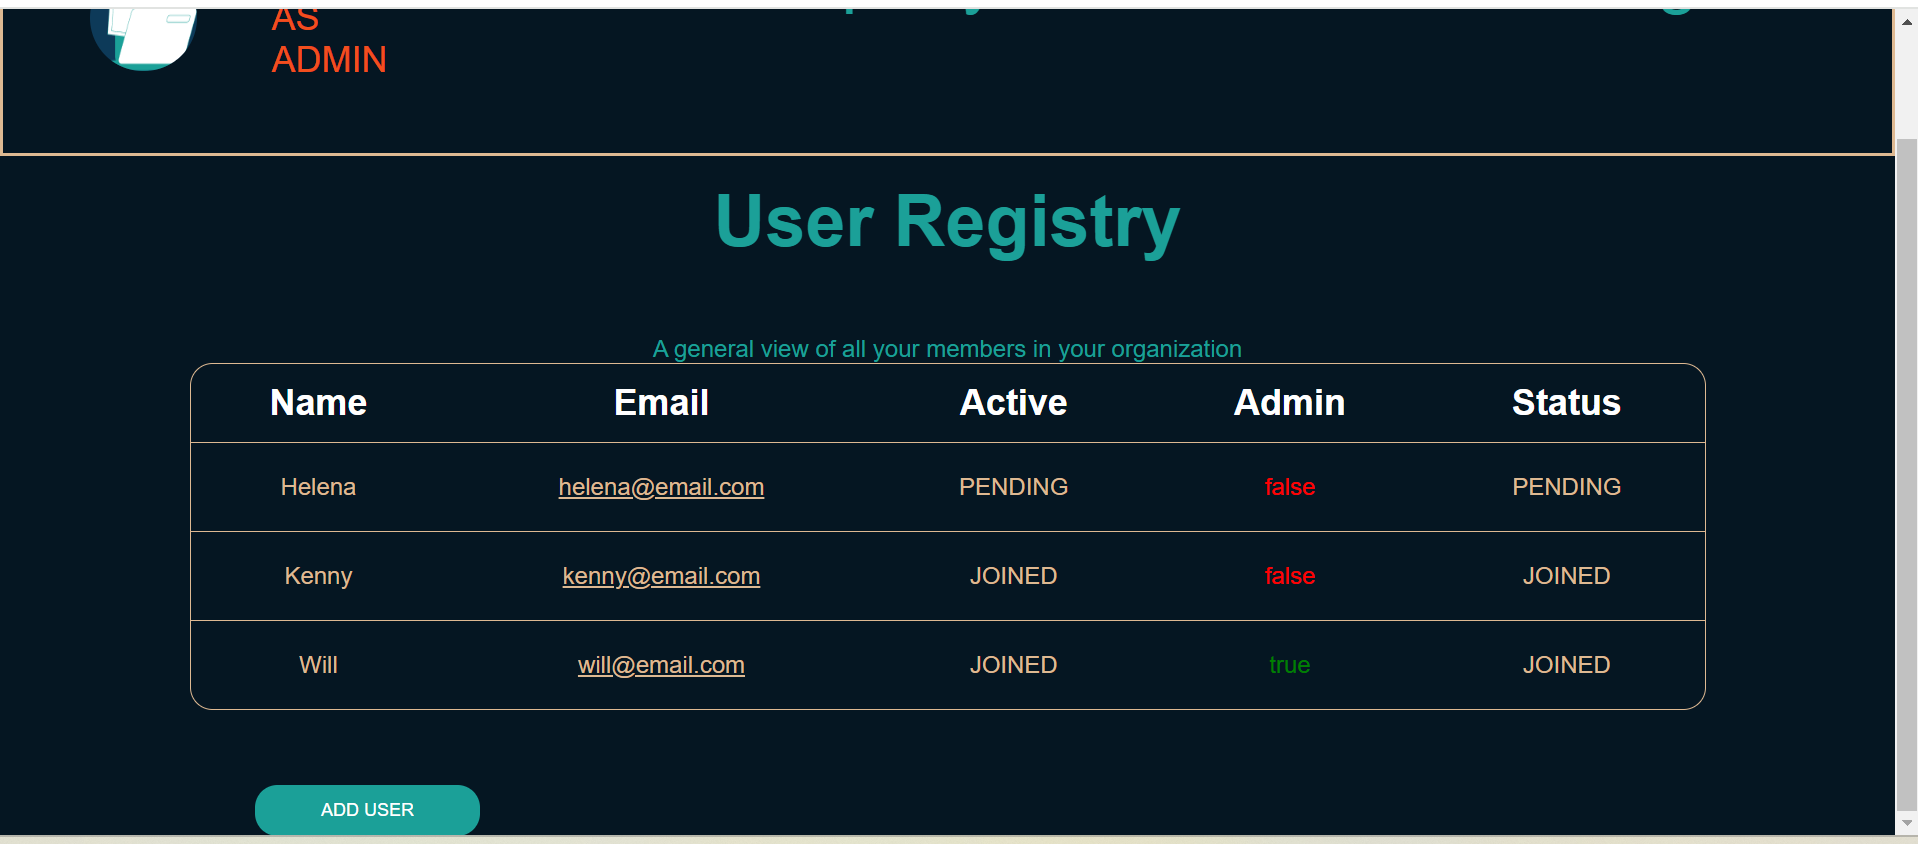 AS
ADMIN
User Registry
A general view of all your members in your organization
Name Email Active Admin Status
Helena helena@email.com PENDING false PENDING
Kenny kenny@email.com JOINED false JOINED
Will will@email.com JOINED true JOINED
ADD USER